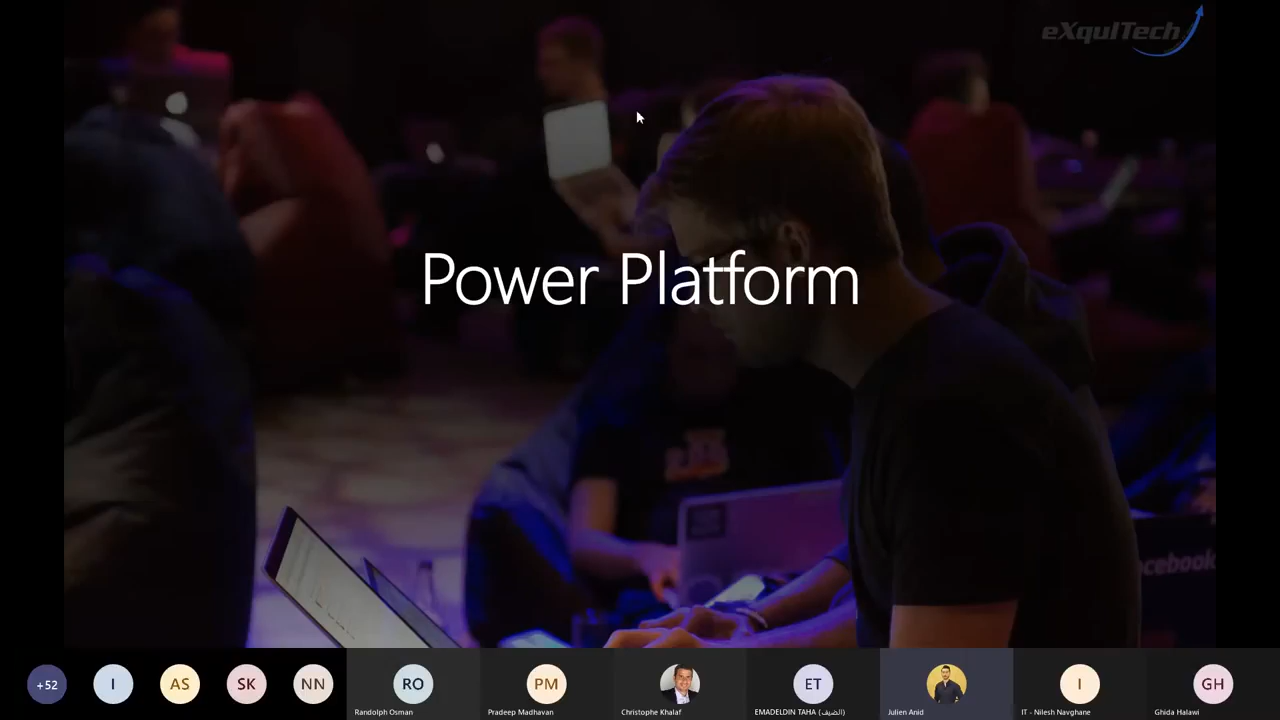 eXquITech
Power Platform
facebook
+52
I
AS
SK
NN
RO
PM
ET
I
GH
Randolph Osman
Pradeep Madhavan
Christophe Khalaf
EMADELDIN TAHA (الضيف)
Julien Anid
IT - Nilesh Navghane
Ghida Halawi